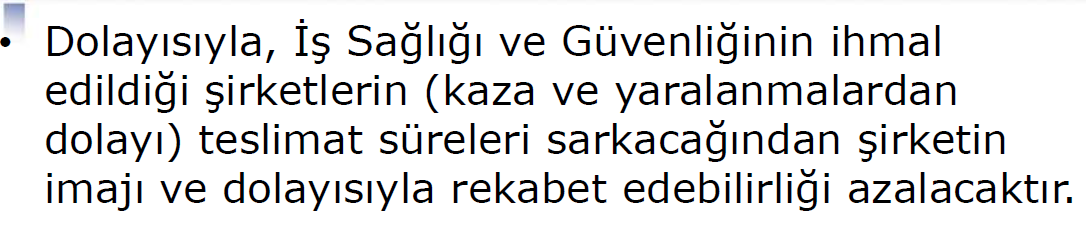 • Dolayısıyla, İş Sağlığı ve Güvenliğinin ihmal
edildiği şirketlerin (kaza ve yaralanmalardan
dolayı) teslimat süreleri sarkacağından şirketin
imajı ve dolayısıyla rekabet edebilirliği azalacaktır.